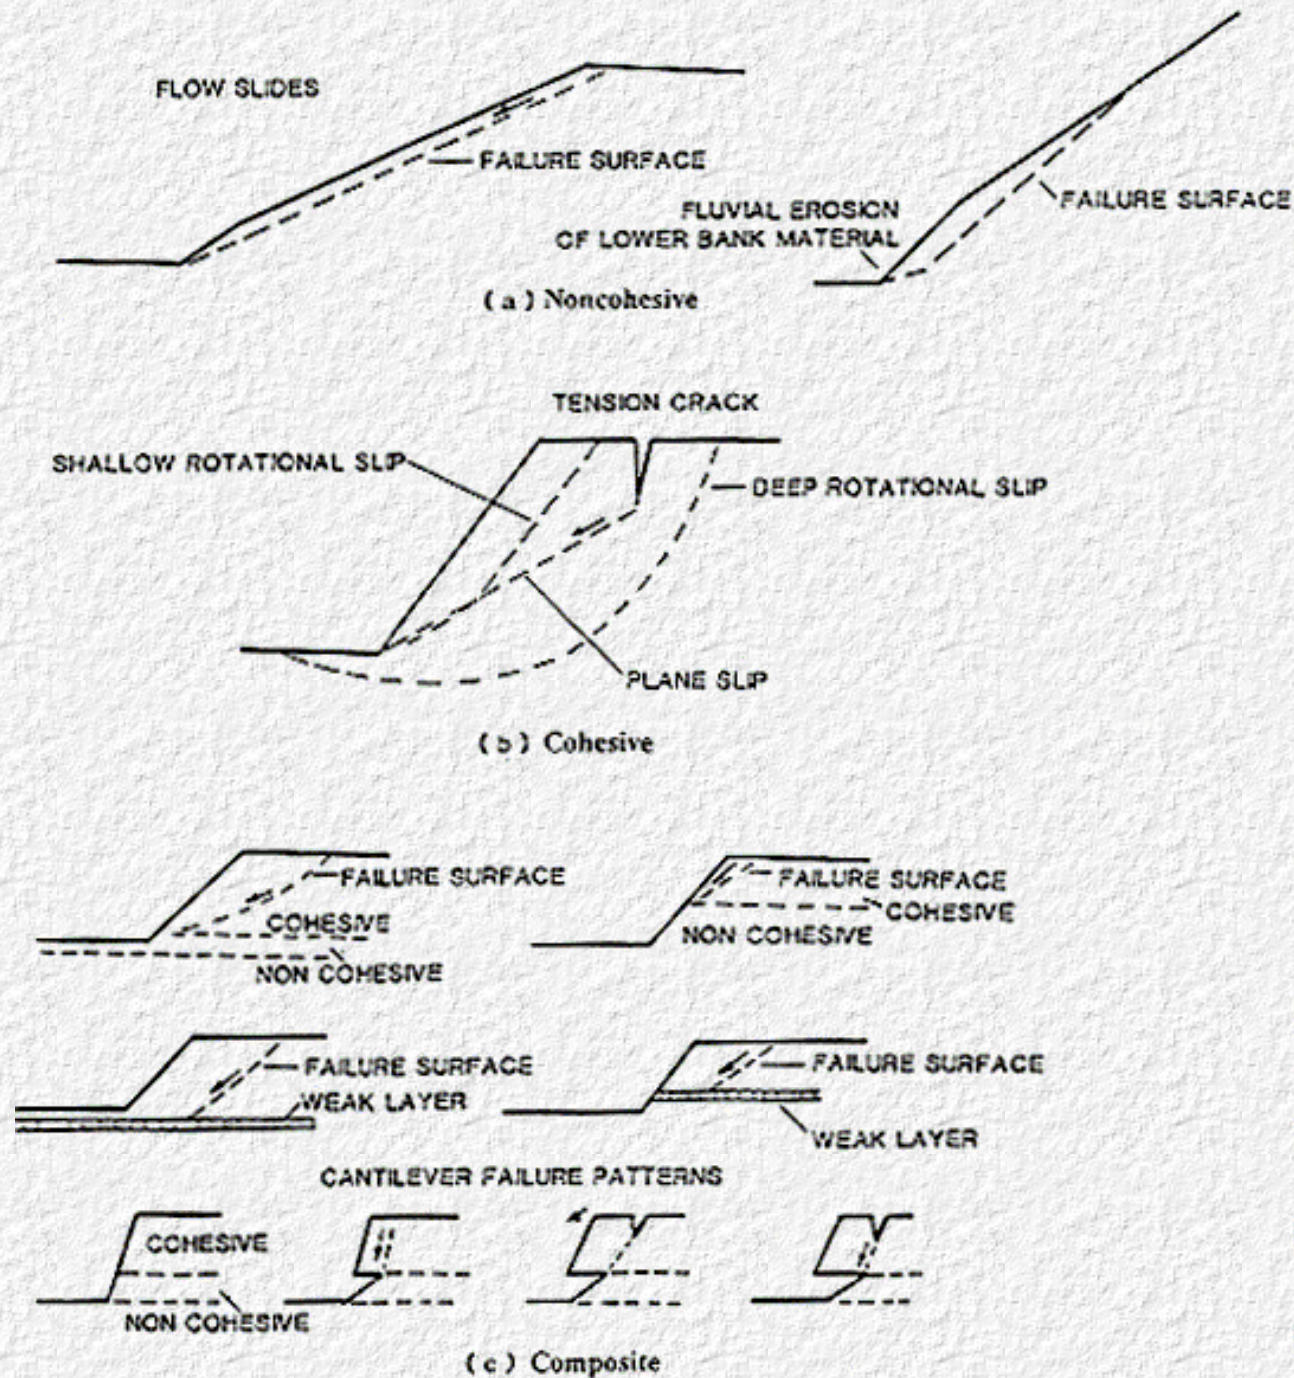 FLOW SLIDES
FAILURE SURFACE
FAILURE SURFACE
FLUVIAL EROSION
OF LOWER BANK MATERIAL
(a) Noncohesive
TENSION CRACK
SHALLOW ROTATIONAL SLIP
DEEP ROTATIONAL SLIP
PLANE SLIP
(b) Cohesive
FAILURE SURFACE
COHESIVE
NON COHESIVE
FAILURE SURFACE
COHESIVE
NON COHESIVE
FAILURE SURFACE
WEAK LAYER
FAILURE SURFACE
WEAK LAYER
CANTILEVER FAILURE PATTERNS
COHESIVE
NON COHESIVE
(c) Composite